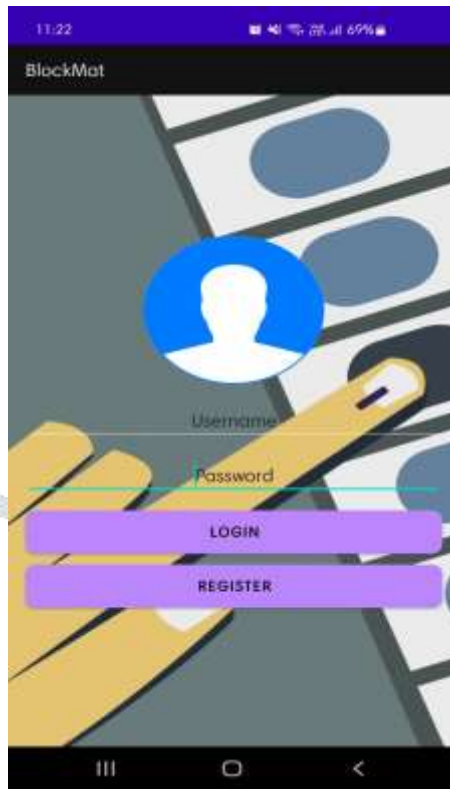 11:22
69%
BlockMat
Username
Password
LOGIN
REGISTER